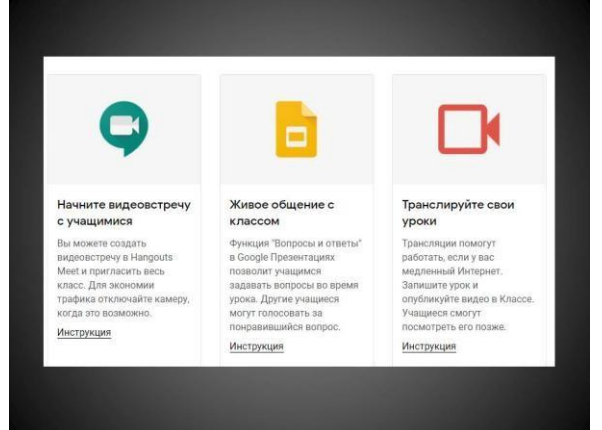 Начните видеовстречу
с учащимися
Вы можете создать
видеовстречу в Hangouts
Meet и пригласить весь
класс. Для экономии
трафика отключайте камеру,
когда это возможно.
Инструкция
Живое общение с
классом
Функция "Вопросы и ответы"
в Google Презентациях
позволит учащимся
задавать вопросы во время
урока. Другие учащиеся
могут голосовать за
понравившийся вопрос.
Инструкция
Транслируйте свои
уроки
Трансляции помогут
работать, если у вас
медленный Интернет.
Запишите урок и
опубликуйте видео в Классе.
Учащиеся смогут
посмотреть его позже.
Инструкция